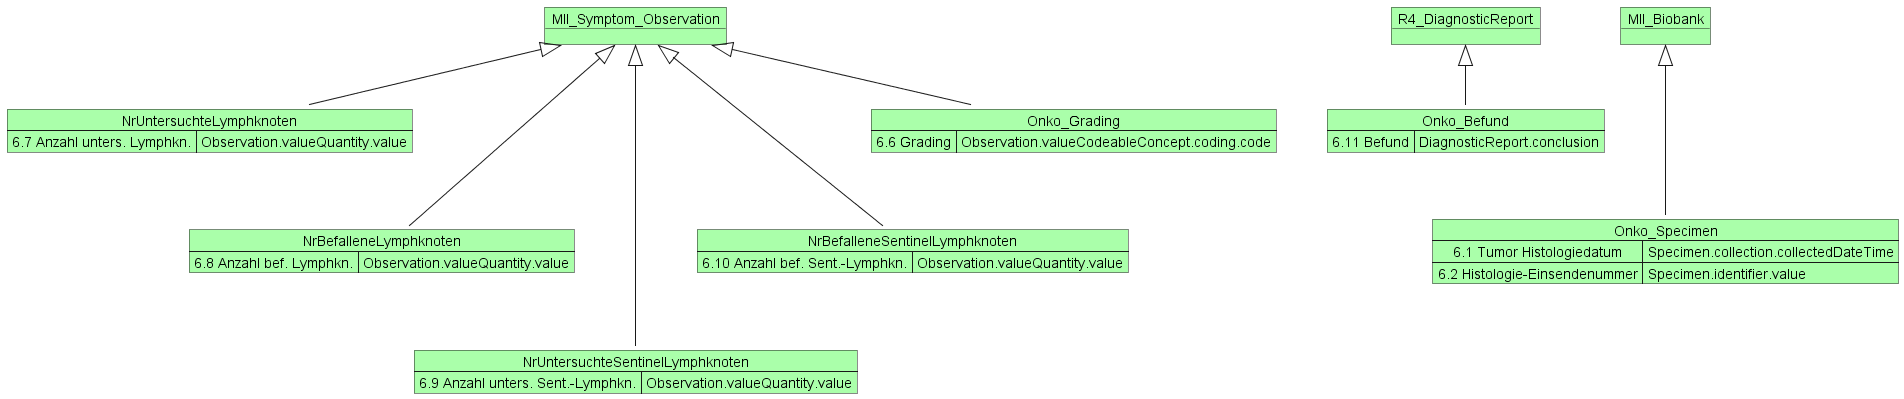 MII_Symptom_Observation
R4_DiagnosticReport
MII_Biobank
NrUntersuchteLymphknoten
6.7 Anzahl unters. Lymphkn. Observation.valueQuantity.value
Onko_Grading
6.6 Grading Observation.valueCodeableConcept.coding.code
Onko_Befund
6.11 Befund DiagnosticReport.conclusion
NrBefalleneLymphknoten
6.8 Anzahl bef. Lymphkn. Observation.valueQuantity.value
NrBefalleneSentinelLymphknoten
6.10 Anzahl bef. Sent.-Lymphkn. Observation.valueQuantity.value
Onko_Specimen
6.1 Tumor Histologiedatum Specimen.collection.collectedDateTime
6.2 Histologie-Einsendenummer Specimen.identifier.value
NrUntersuchteSentinelLymphknoten
6.9 Anzahl unters. Sent.-Lymphkn. Observation.valueQuantity.value